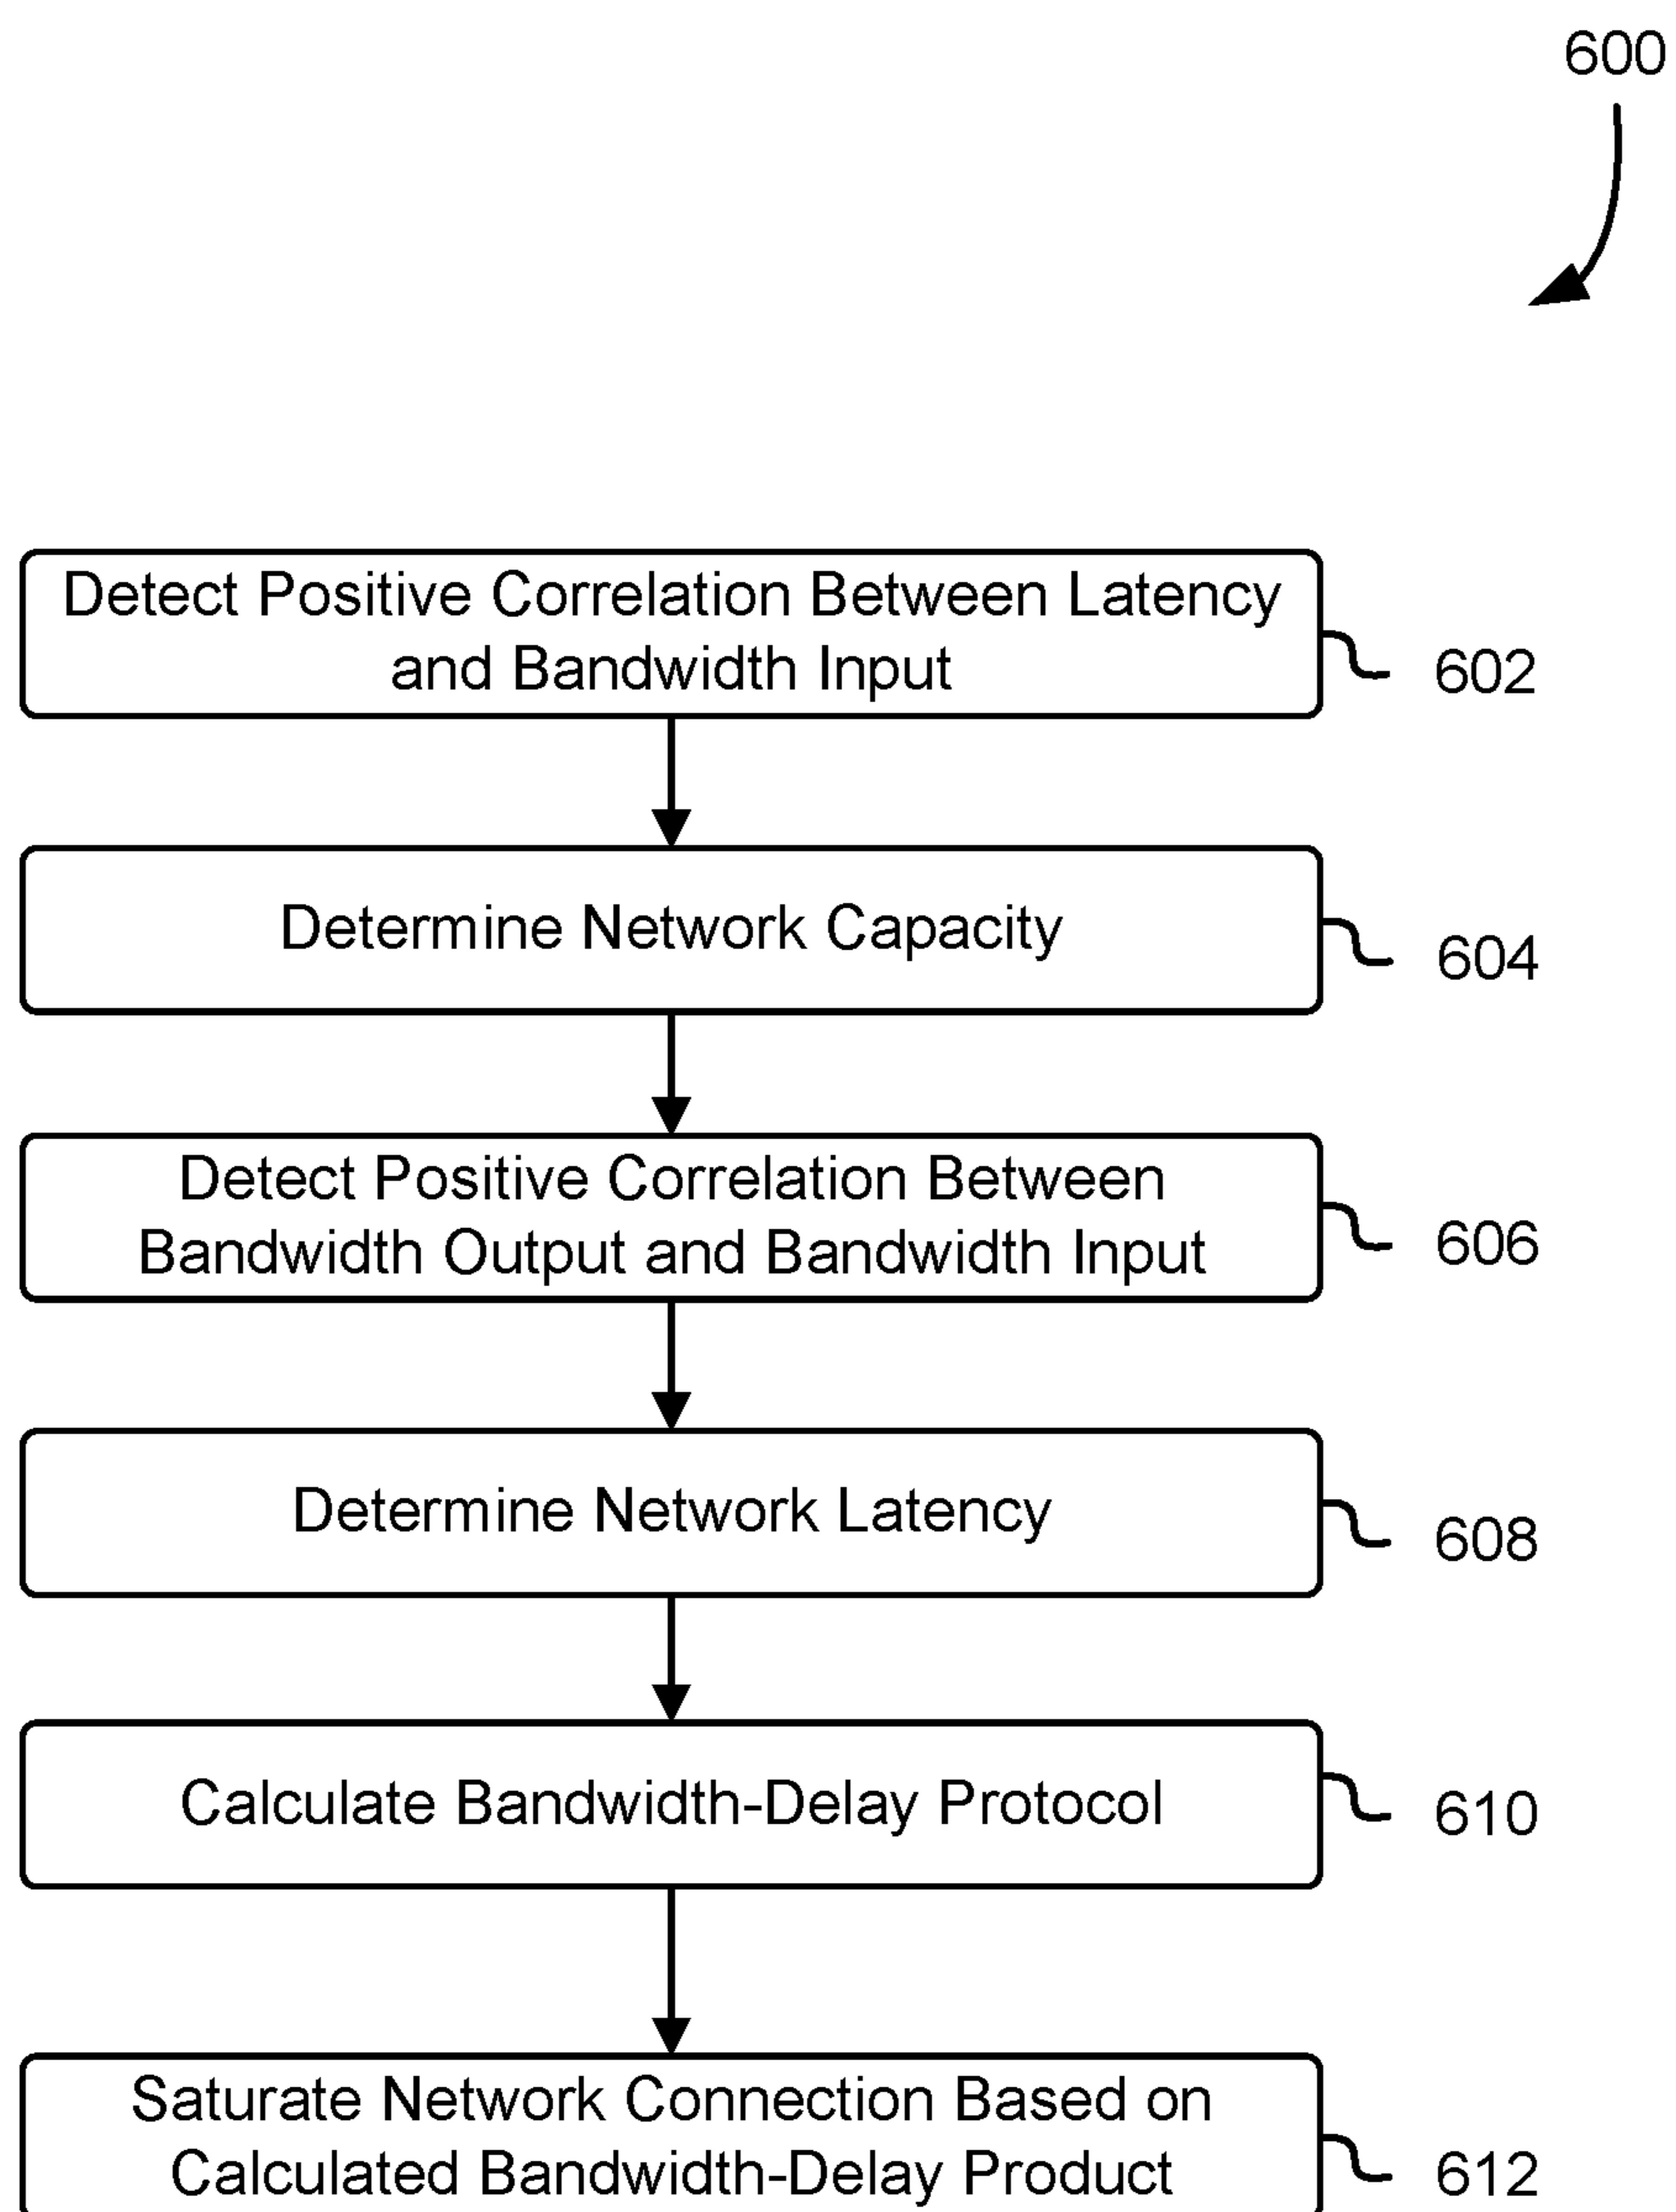 600
Detect Positive Correlation Between Latency
and Bandwidth Input
602
Determine Network Capacity
604
Detect Positive Correlation Between
Bandwidth Output and Bandwidth Input
606
Determine Network Latency
608
Calculate Bandwidth-Delay Protocol
610
Saturate Network Connection Based on
Calculated Bandwidth-Delay Product
612